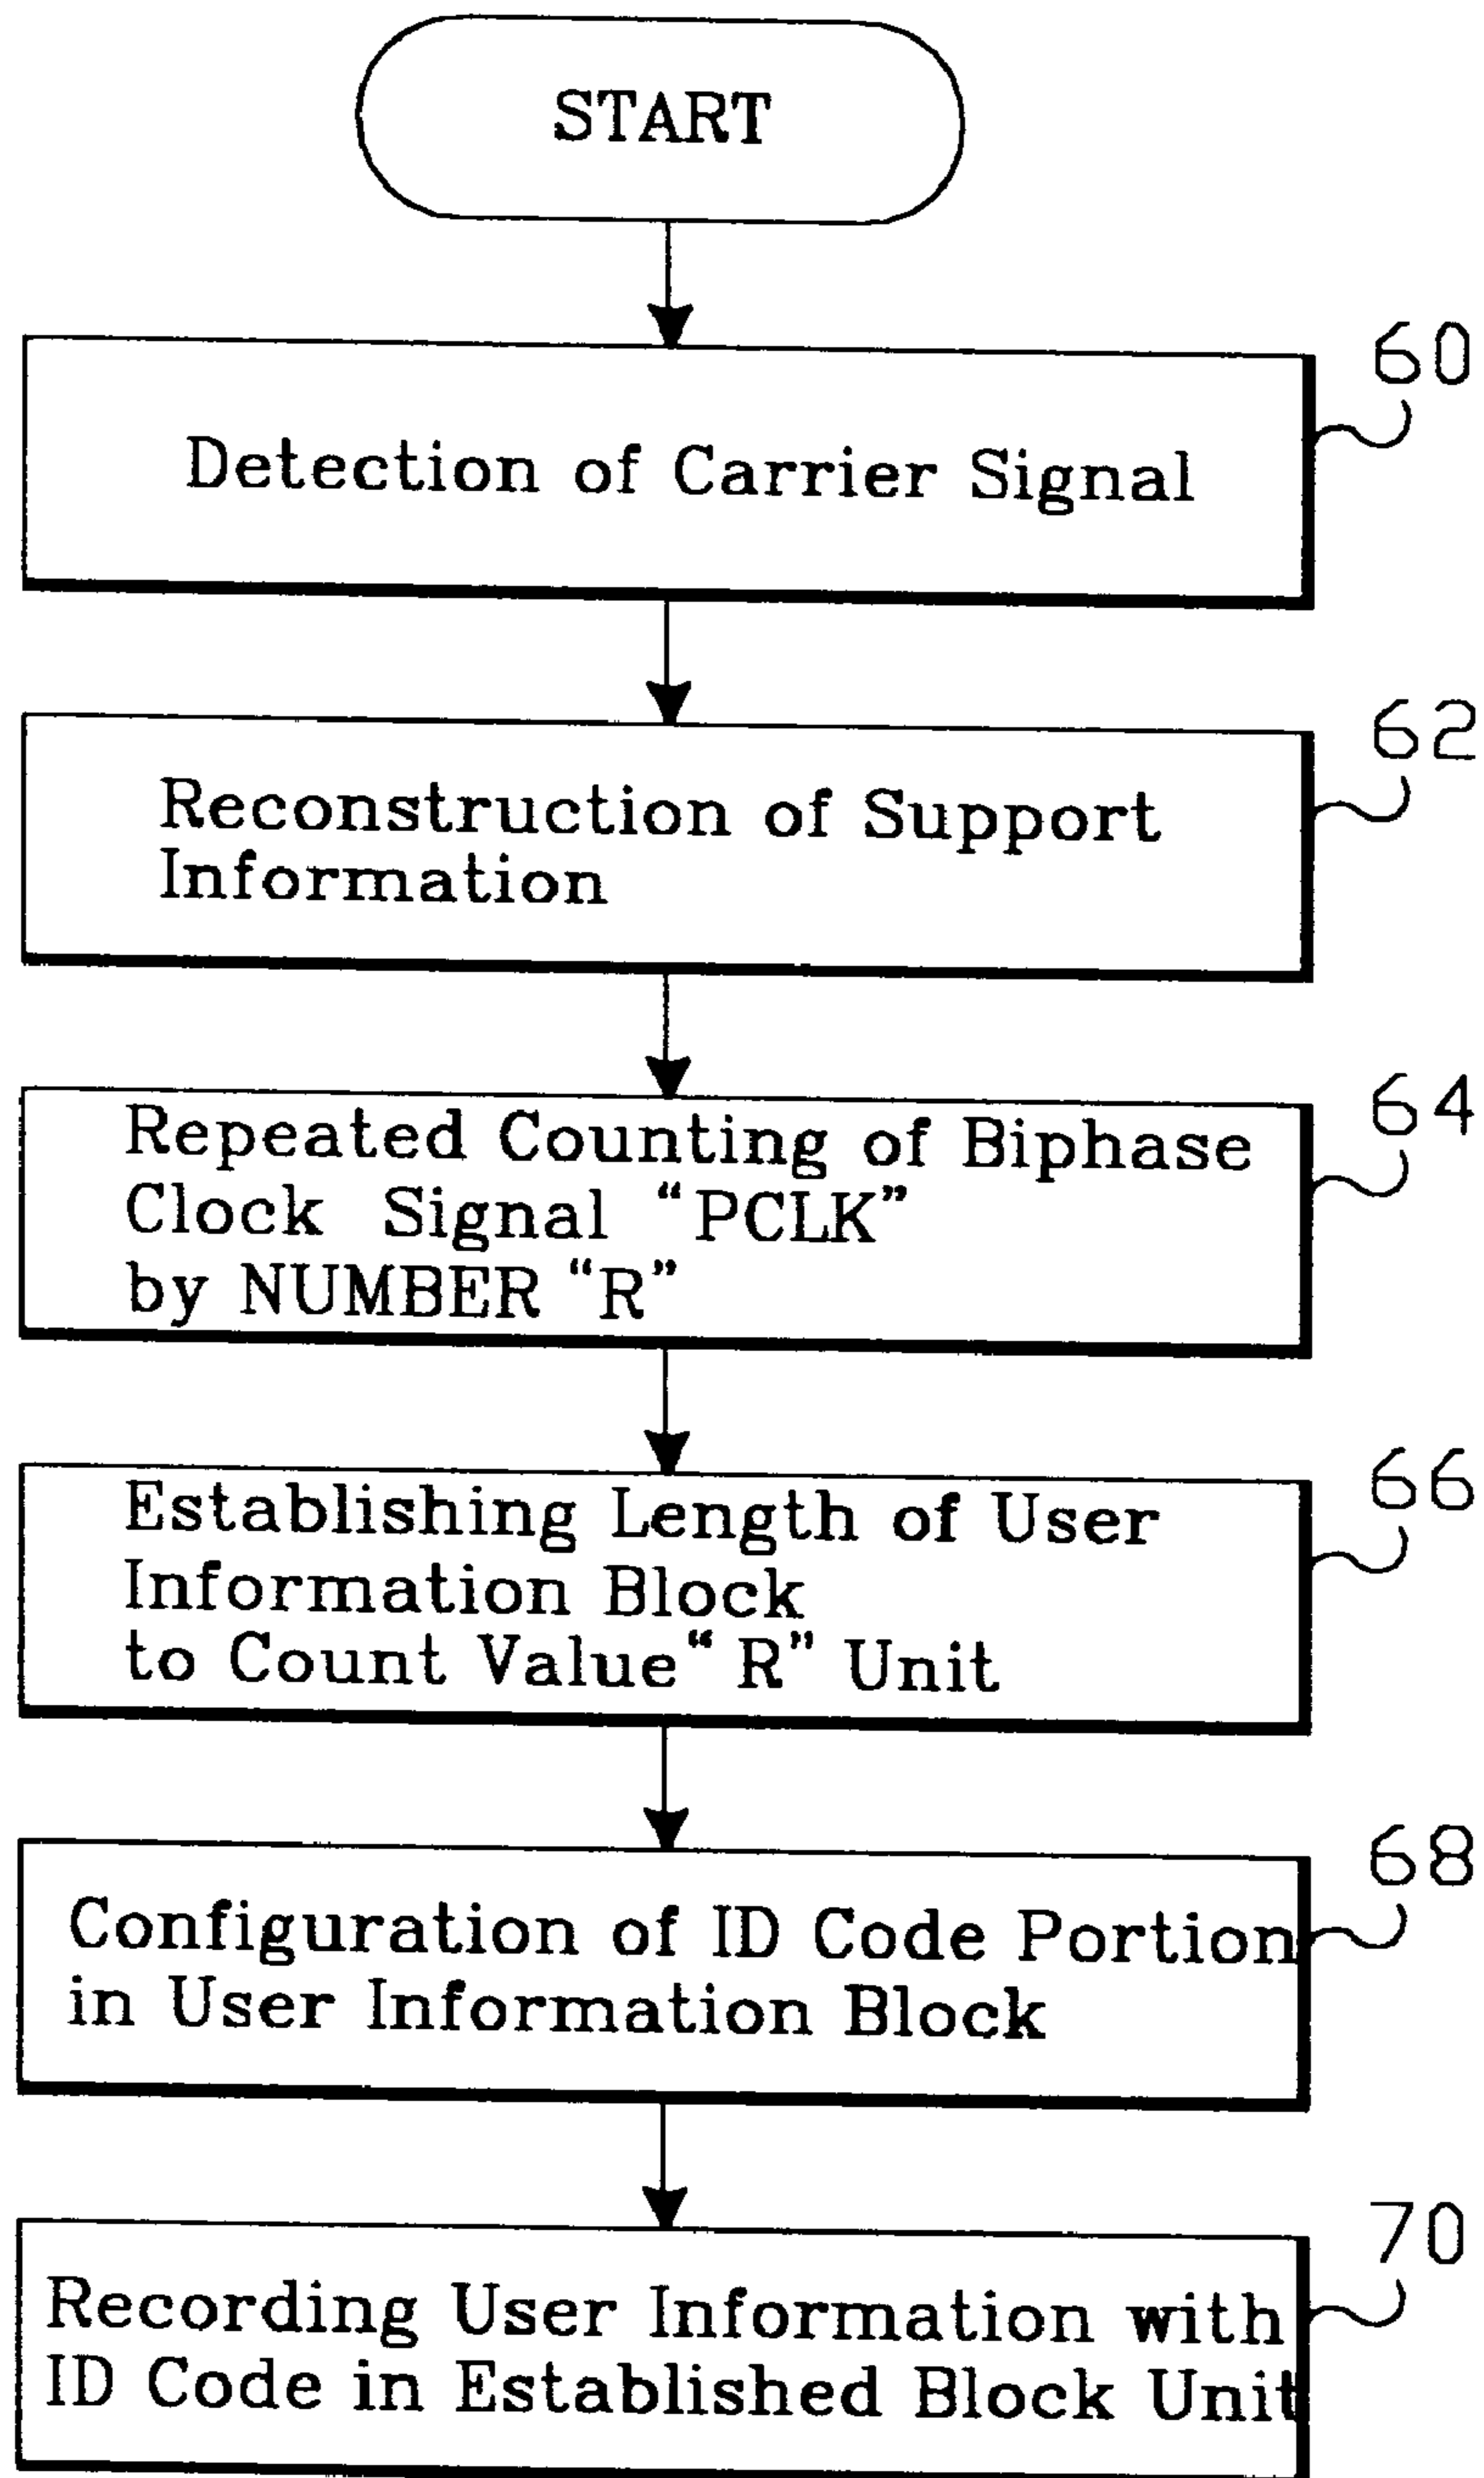 START
60
Detection of Carrier Signal
62
Reconstruction of Support
Information
64
Repeated Counting of Biphase
Clock Signal “PCLK”
by NUMBER “R”
66
Establishing Length of User
Information Block
to Count Value“ R” Unit
68
Configuration of ID Code Portion
in User Information Block
70
Recording User Information with
ID Code in Established Block Unit